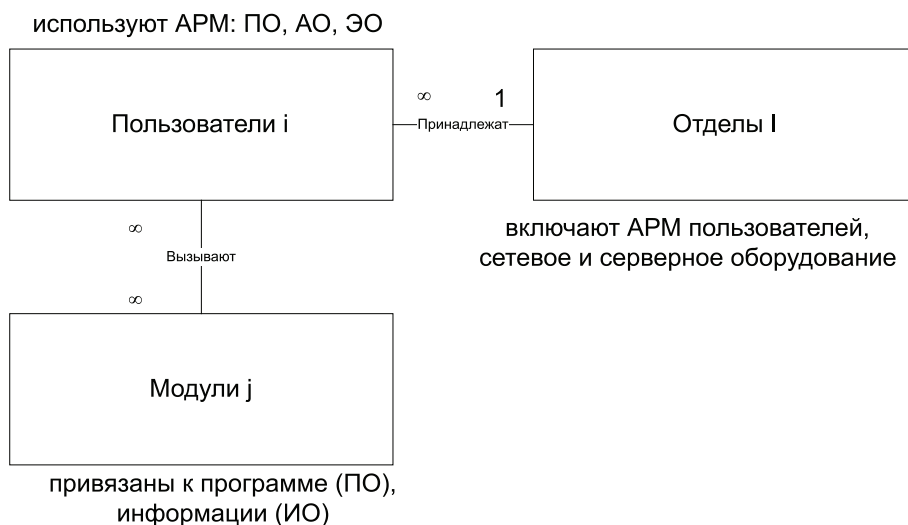 используют АРМ: ПО, АО, ЭО
Пользователи i
∞ 1
Принадлежат
Отделы l
включают АРМ пользователей,
сетевое и серверное оборудование
∞
Вызывают
∞
Модули j
привязаны к программе (ПО),
информации (ИО)